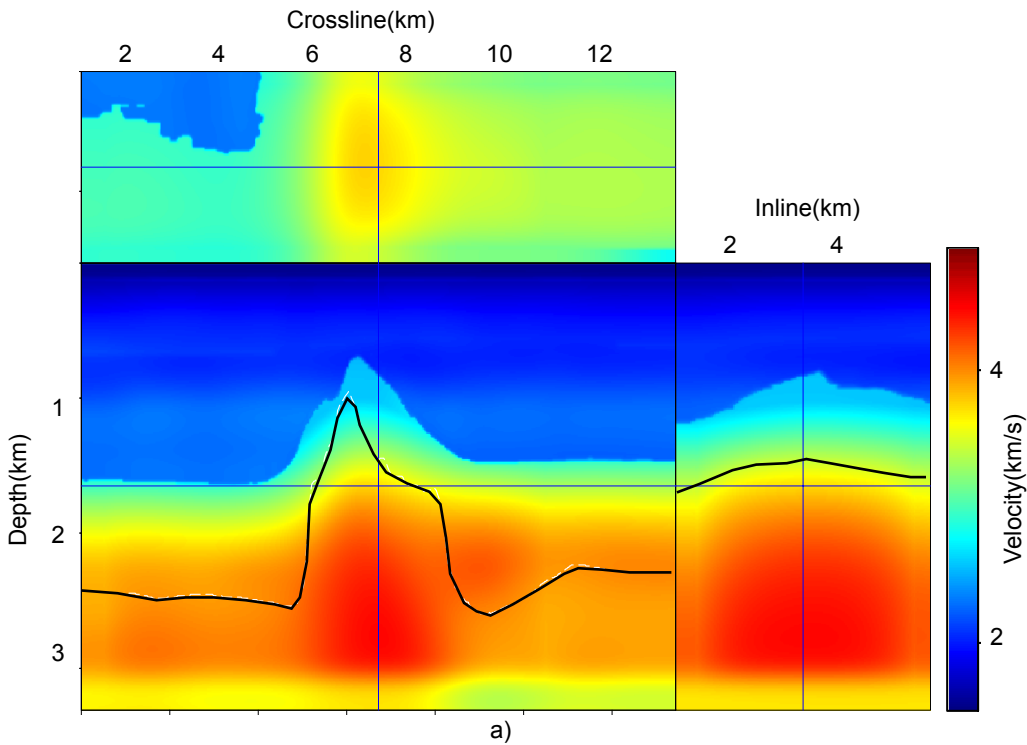 Crossline(km)
2 4 6 8 10 12
Inline(km)
2 4
Depth(km)
1
2
3
Velocity(km/s)
4
2
a)